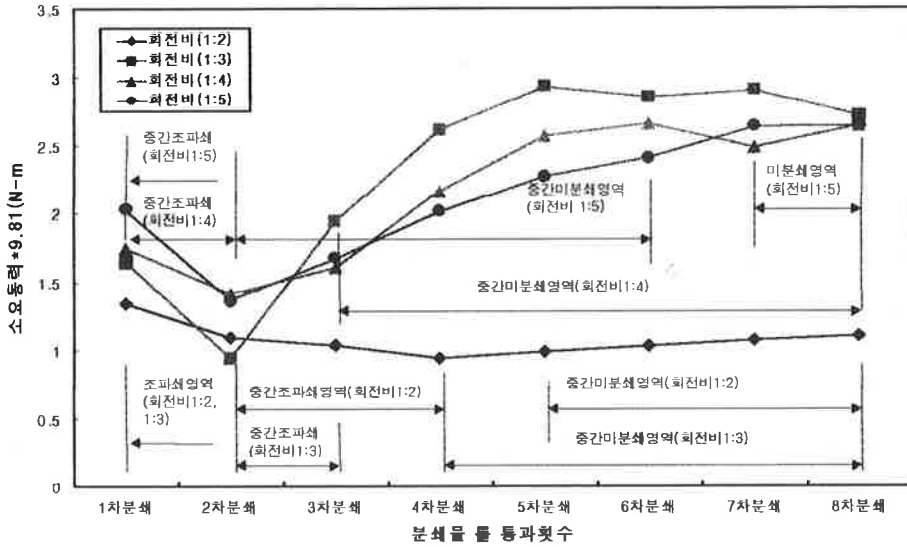 3.5
3
2.5
2
1.5
1
0.5
0
소요동력*9.81(N-m)
회전비(1:2)
회전비(1:3)
회전비(1:4)
회전비(1:5)
중간조파쇄
(회전비1:5)
중간조파쇄
(회전비1:4)
중간미분쇄영역
(회전비 1:5)
미분쇄영역
(회전비1:5)
중간미분쇄영역(회전비1:4)
조파쇄영역
(회전비1:2,
1:3)
중간조파쇄영역(회전비1:2)
중간미분쇄영역(회전비1:2)
중간조파쇄
(회전비1:3)
중간미분쇄영역(회전비1:3)
1차분쇄 2차분쇄 3차분쇄 4차분쇄 5차분쇄 6차분쇄 7차분쇄 8차분쇄
분쇄물 롤 통과횟수